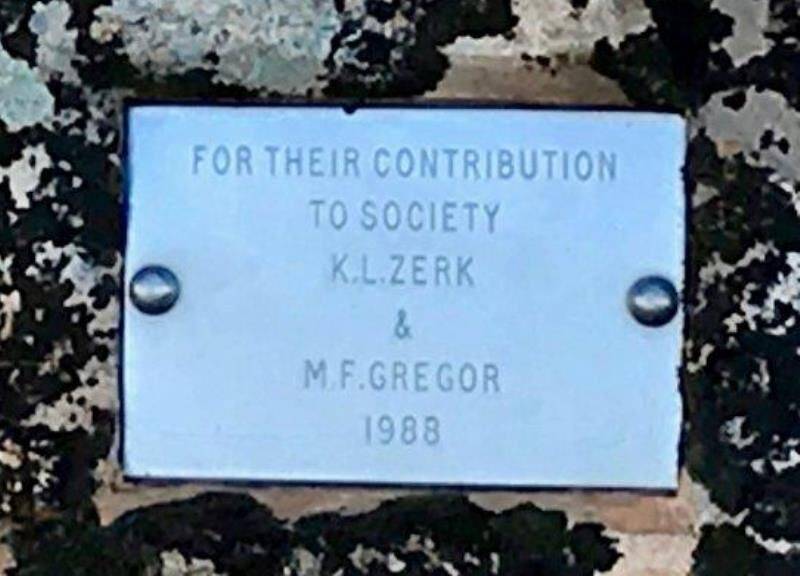 FOR THEIR CONTRIBUTION
TO SOCIETY
K.L.ZERK
&
M.F.GREGOR
1988